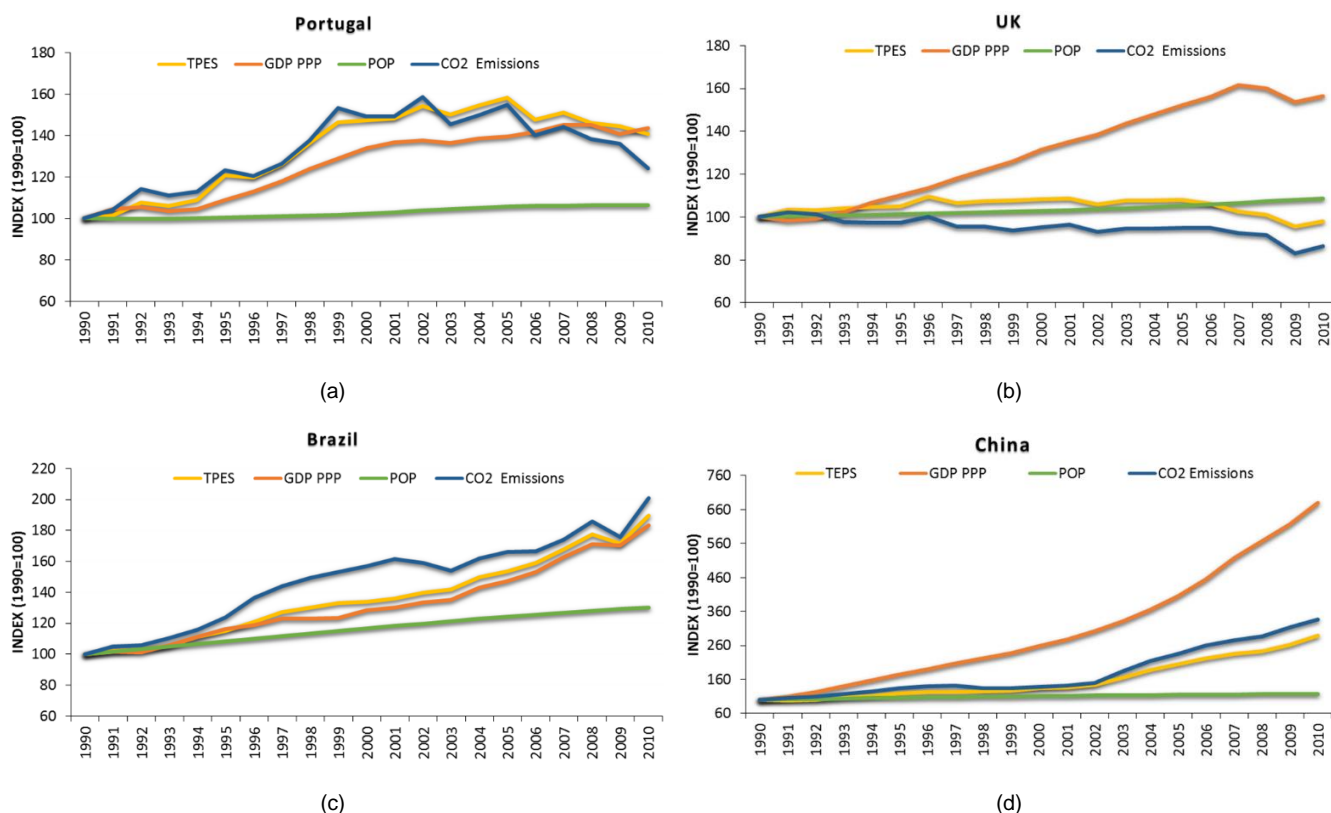 Portugal
180
160
140
120
100
80
60
INDEX (1990=100)
TPES GDP PPP POP CO2 Emissions
1990 1991 1992 1993 1994 1995 1996 1997 1998 1999 2000 2001 2002 2003 2004 2005 2006 2007 2008 2009 2010
(a)
UK
180
160
140
120
100
80
60
INDEX (1990=100)
TPES GDP PPP POP CO2 Emissions
1990 1991 1992 1993 1994 1995 1996 1997 1998 1999 2000 2001 2002 2003 2004 2005 2006 2007 2008 2009 2010
(b)
Brazil
220
200
180
160
140
120
100
80
60
INDEX (1990=100)
TPES GDP PPP POP CO2 Emissions
1990 1991 1992 1993 1994 1995 1996 1997 1998 1999 2000 2001 2002 2003 2004 2005 2006 2007 2008 2009 2010
(c)
China
760
660
560
460
360
260
160
60
INDEX (1990=100)
TEPS GDP PPP POP CO2 Emissions
1990 1991 1992 1993 1994 1995 1996 1997 1998 1999 2000 2001 2002 2003 2004 2005 2006 2007 2008 2009 2010
(d)